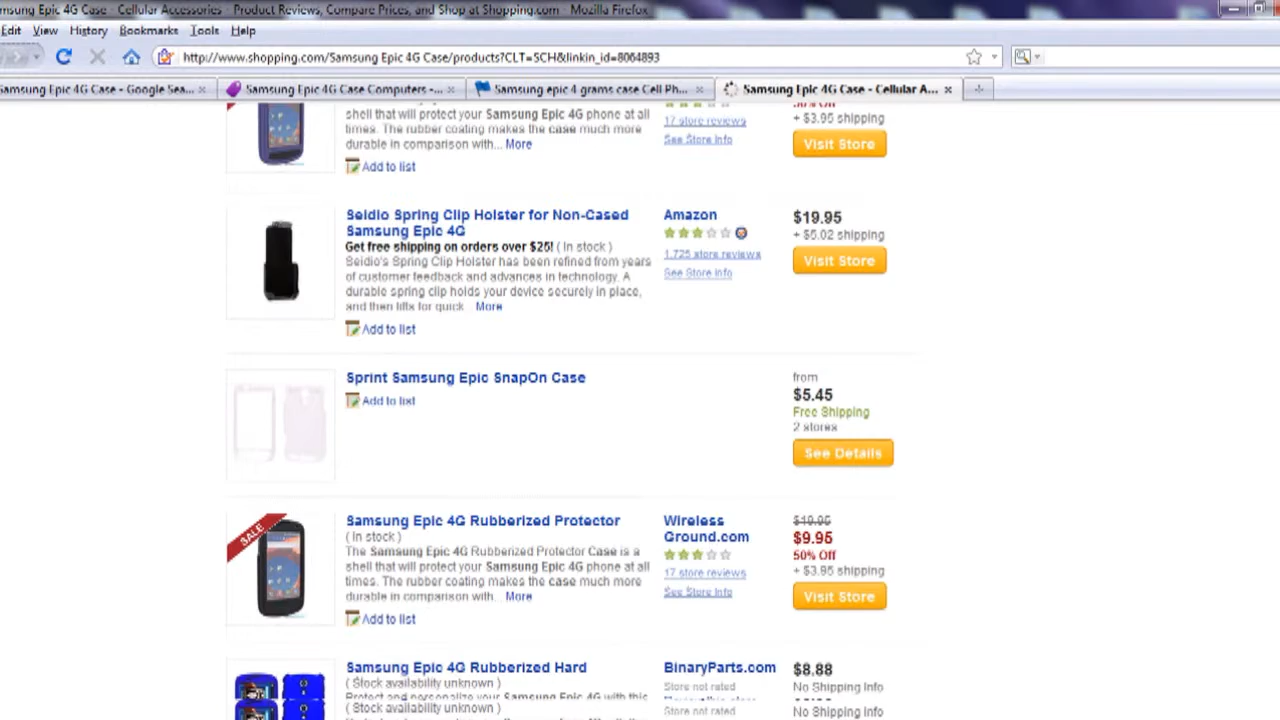 msung Epic 4G Case - Cellular Accessories - Product Reviews, Compare Prices, and Shop at Shopping.com - Mozilla Firefox
Edit View History Bookmarks Tools Help
http://www.shopping.com/Samsung Epic 4G Case/products?CLT=SCH&linkin_id=8064893
amsung Epic 4G Case - Google Sea...
Samsung Epic 4G Case Computers -...
Samsung epic 4 grams case Cell Ph...
Samsung Epic 4G Case - Cellular A...
shell that will protect your Samsung Epic 4G phone at all
times. The rubber coating makes the case much more
durable in comparison with... More
Add to list
17 store reviews
See Store Info
50% Off
+ $3.95 shipping
Visit Store
Seidio Spring Clip Holster for Non-Cased
Samsung Epic 4G
Get free shipping on orders over $25! ( In stock )
Seidio's Spring Clip Holster has been refined from years
of customer feedback and advances in technology. A
durable spring clip holds your device securely in place,
and then lifts for quick More
Add to list
Amazon
1,725 store reviews
See Store Info
$19.95
+ $5.02 shipping
Visit Store
Sprint Samsung Epic SnapOn Case
Add to list
from
$5.45
Free Shipping
2 stores
See Details
SALE
Samsung Epic 4G Rubberized Protector
( In stock )
The Samsung Epic 4G Rubberized Protector Case is a
shell that will protect your Samsung Epic 4G phone at all
times. The rubber coating makes the case much more
durable in comparison with... More
Add to list
Wireless
Ground.com
17 store reviews
See Store Info
$19.95
$9.95
50% Off
+ $3.95 shipping
Visit Store
Samsung Epic 4G Rubberized Hard
( Stock availability unknown )
Protect and personalize your Samsung Epic 4G with this
( Stock availability unknown )
BinaryParts.com
Store not rated
Store not rated
$8.88
No Shipping Info
No Shipping Info